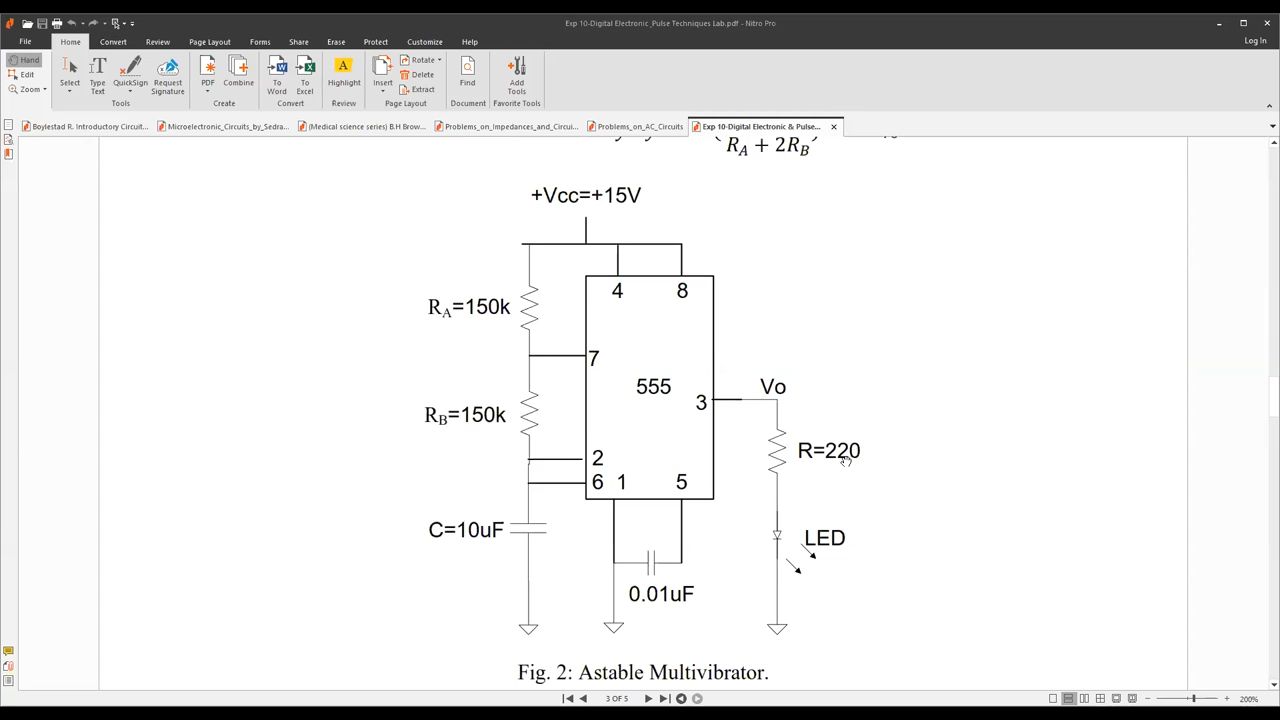 Exp 10-Digital Electronic_Pulse Techniques Lab.pdf - Nitro Pro
File Home Convert Review Page Layout Forms Share Erase Protect Customize Help Log In
Hand
Edit
Zoom
Select
Type Text
QuickSign
Request Signature
Tools
PDF
Combine
Create
To Word
To Excel
Convert
Highlight
Review
Insert
Rotate
Delete
Extract
Page Layout
Find
Document
Add Tools
Favorite Tools
Boylestad R. Introductory Circuit... Microelectronic_Circuits_by_Sedra... (Medical science series) B.H Brow... Problems_on_Impedances_and_Circui... Problems_on_AC_Circuits Exp 10-Digital Electronic & Pulse...
R_A + 2R_B
+Vcc=+15V
4 8
R_A=150k
7
555
Vo
3
R_B=150k
R=220
2
6 1 5
C=10uF
LED
0.01uF
Fig. 2: Astable Multivibrator.
3 OF 5
200%